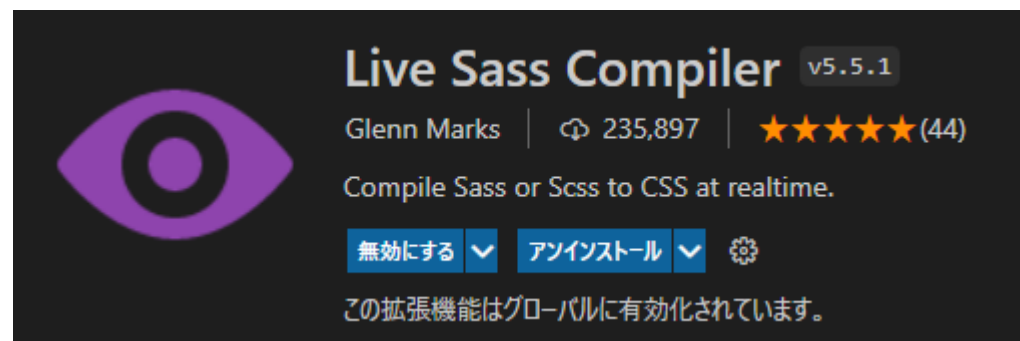 Live Sass Compiler v5.5.1
Glenn Marks 235,897 ★★★★★(44)
Compile Sass or Scss to CSS at realtime.
無効にする アンインストール
この拡張機能はグローバルに有効化されています。